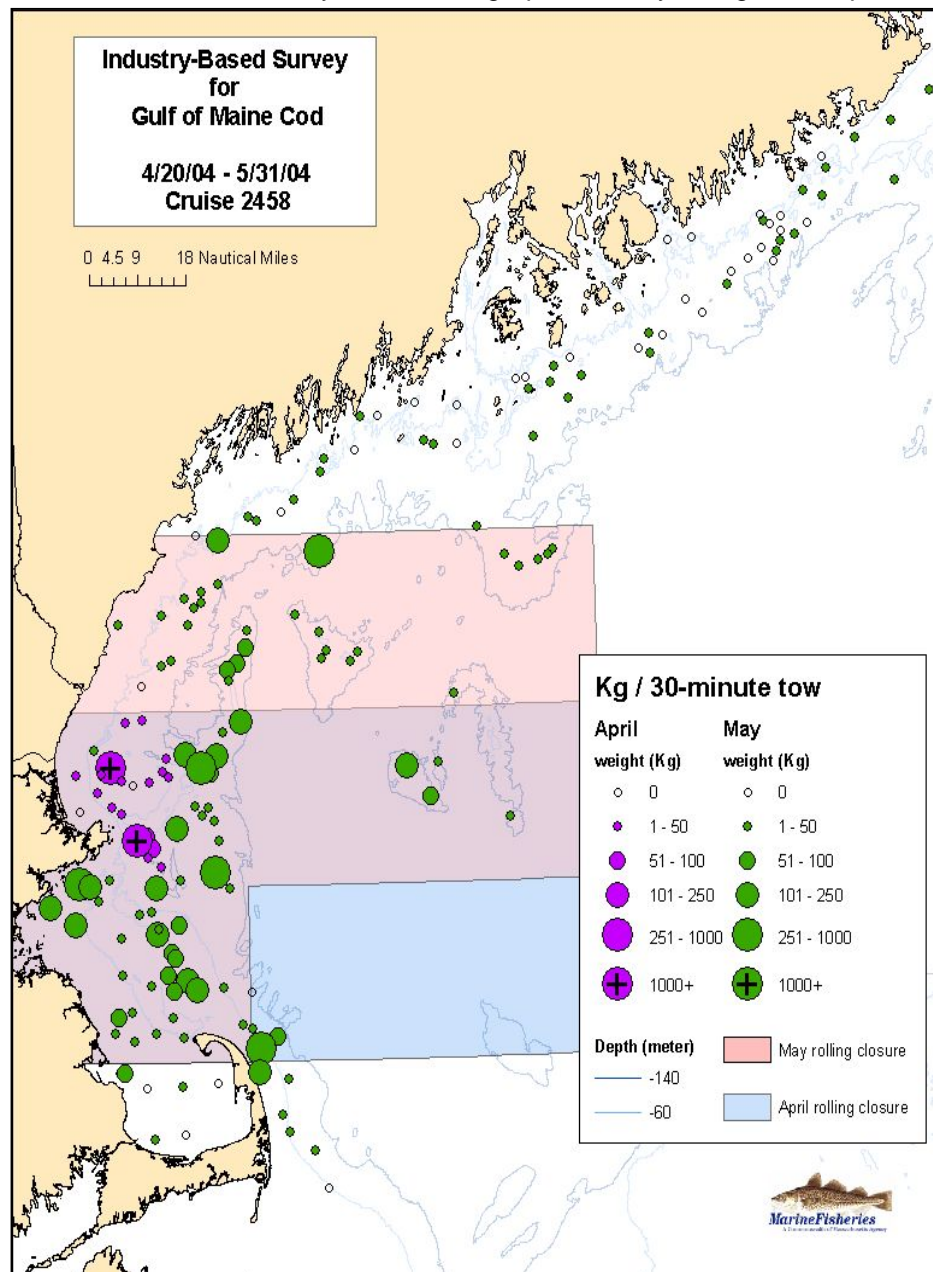 Industry-Based Survey
for
Gulf of Maine Cod
4/20/04 - 5/31/04
Cruise 2458
0 4.5 9 18 Nautical Miles
Kg / 30-minute tow
April May
weight (Kg) weight (Kg)
0 0
1 - 50 1 - 50
51 - 100 51 - 100
101 - 250 101 - 250
251 - 1000 251 - 1000
1000+ 1000+
Depth (meter)
-140
-60
May rolling closure
April rolling closure
MarineFisheries